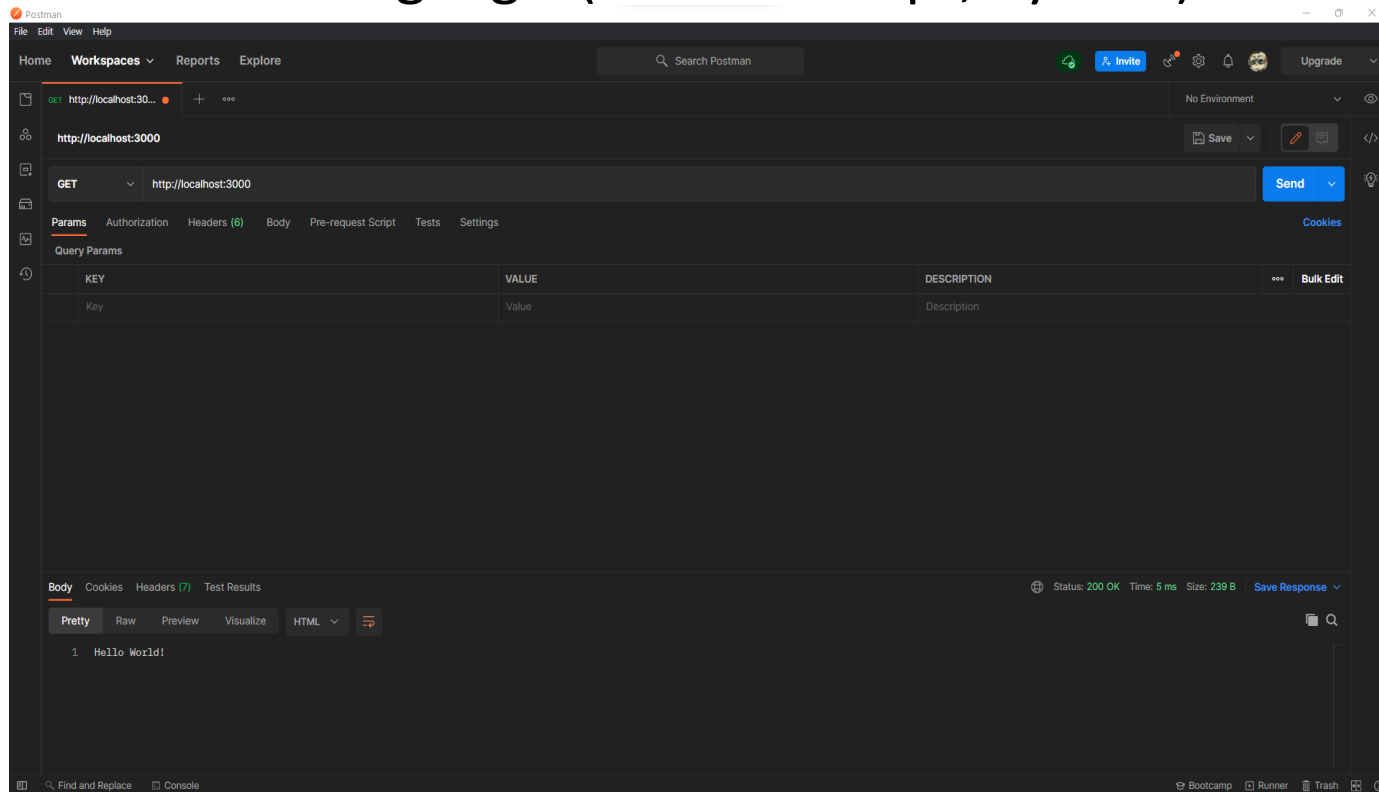 Postman
File Edit View Help
Home Workspaces Reports Explore Search Postman Invite Upgrade
GET http://localhost:30... No Environment
http://localhost:3000 Save
GET http://localhost:3000 Send
Params Authorization Headers (6) Body Pre-request Script Tests Settings Cookies
Query Params
KEY VALUE DESCRIPTION Bulk Edit
Key Value Description
Body Cookies Headers (7) Test Results Status: 200 OK Time: 5 ms Size: 239 B Save Response
Pretty Raw Preview Visualize HTML
1 Hello World!
Find and Replace Console Bootcamp Runner Trash